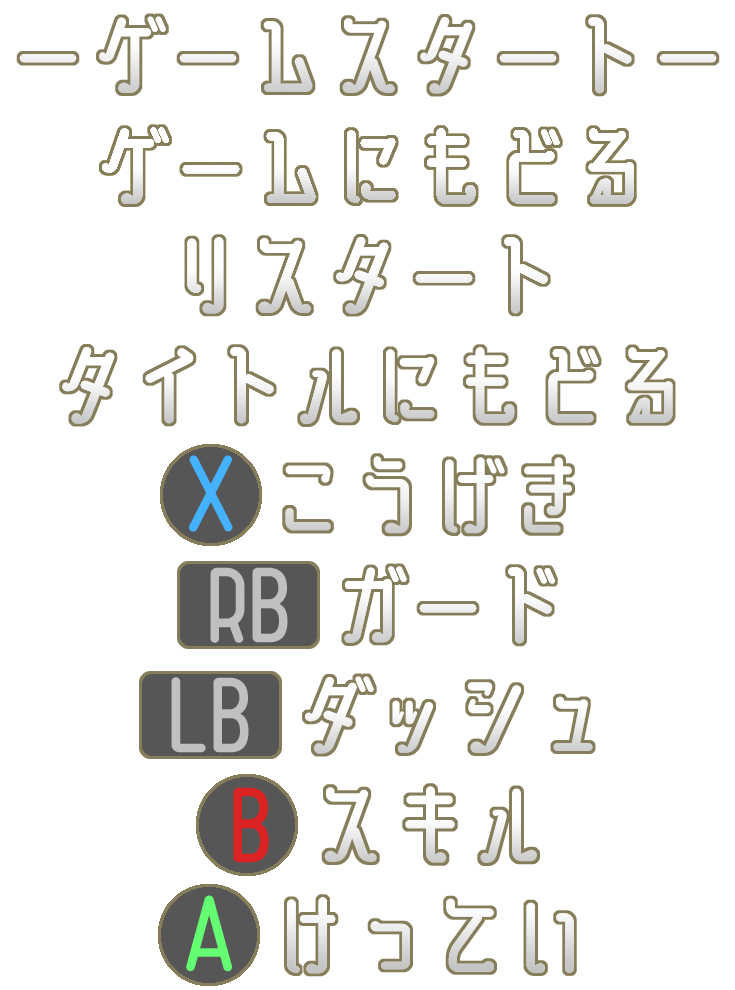 ーゲームスタートー
ゲームにもどる
リスタート
タイトルにもどる
X こうげき
RB ガード
LB ダッシュ
B スキル
A けってい